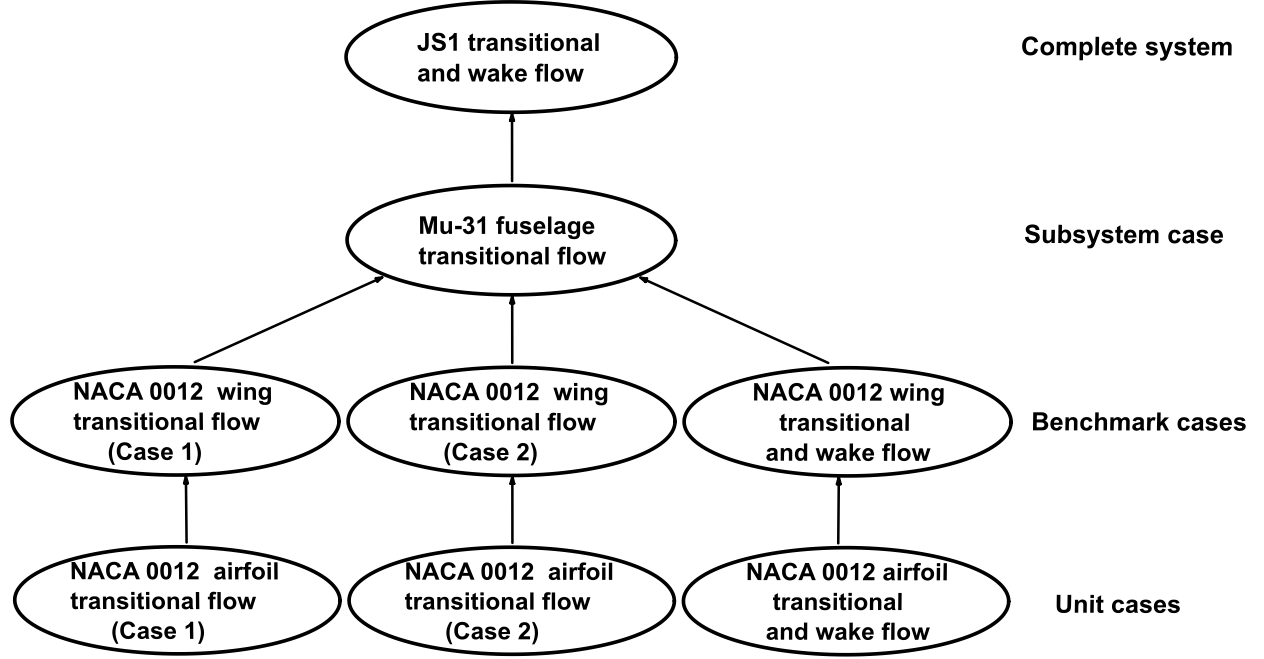 JS1 transitional
and wake flow
Complete system
Mu-31 fuselage
transitional flow
Subsystem case
NACA 0012 wing
transitional flow
(Case 1)
NACA 0012 wing
transitional flow
(Case 2)
NACA 0012 wing
transitional
and wake flow
Benchmark cases
NACA 0012 airfoil
transitional flow
(Case 1)
NACA 0012 airfoil
transitional flow
(Case 2)
NACA 0012 airfoil
transitional
and wake flow
Unit cases